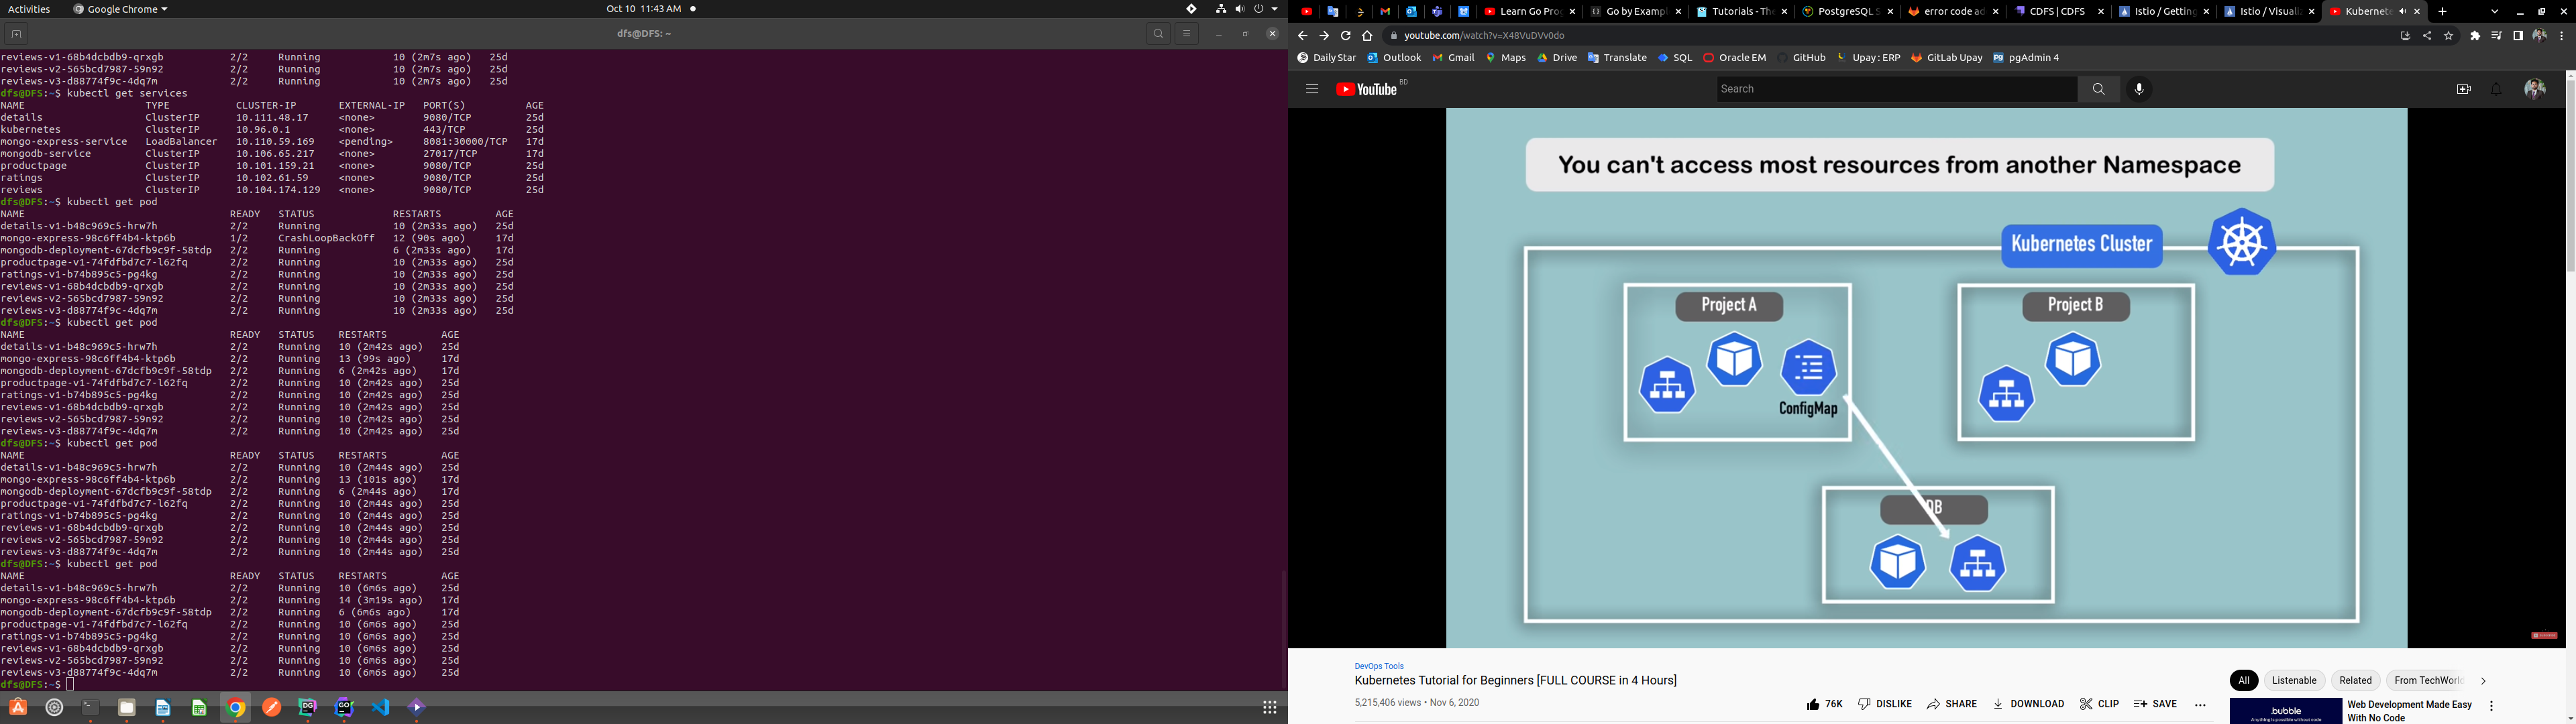 Activities Google Chrome Oct 10 11:43 AM
dfs@DFS: ~
reviews-v1-68b4dcbdb9-qrxgb 2/2 Running 10 (2m7s ago) 25d
reviews-v2-565bcd7987-59n92 2/2 Running 10 (2m7s ago) 25d
reviews-v3-d88774f9c-4dq7m 2/2 Running 10 (2m7s ago) 25d
dfs@DFS:~$ kubectl get services
NAME TYPE CLUSTER-IP EXTERNAL-IP PORT(S) AGE
details ClusterIP 10.111.48.17 <none> 9080/TCP 25d
kubernetes ClusterIP 10.96.0.1 <none> 443/TCP 25d
mongo-express-service LoadBalancer 10.110.59.169 <pending> 8081:30000/TCP 17d
mongodb-service ClusterIP 10.106.65.217 <none> 27017/TCP 17d
productpage ClusterIP 10.101.159.21 <none> 9080/TCP 25d
ratings ClusterIP 10.102.61.59 <none> 9080/TCP 25d
reviews ClusterIP 10.104.174.129 <none> 9080/TCP 25d
dfs@DFS:~$ kubectl get pod
NAME READY STATUS RESTARTS AGE
details-v1-b48c969c5-hrw7h 2/2 Running 10 (2m33s ago) 25d
mongo-express-98c6ff4b4-ktp6b 1/2 CrashLoopBackOff 12 (90s ago) 17d
mongodb-deployment-67dcfb9c9f-58tdp 2/2 Running 6 (2m33s ago) 17d
productpage-v1-74fdfbd7c7-l62fq 2/2 Running 10 (2m33s ago) 25d
ratings-v1-b74b895c5-pg4kg 2/2 Running 10 (2m33s ago) 25d
reviews-v1-68b4dcbdb9-qrxgb 2/2 Running 10 (2m33s ago) 25d
reviews-v2-565bcd7987-59n92 2/2 Running 10 (2m33s ago) 25d
reviews-v3-d88774f9c-4dq7m 2/2 Running 10 (2m33s ago) 25d
dfs@DFS:~$ kubectl get pod
NAME READY STATUS RESTARTS AGE
details-v1-b48c969c5-hrw7h 2/2 Running 10 (2m42s ago) 25d
mongo-express-98c6ff4b4-ktp6b 2/2 Running 13 (99s ago) 17d
mongodb-deployment-67dcfb9c9f-58tdp 2/2 Running 6 (2m42s ago) 17d
productpage-v1-74fdfbd7c7-l62fq 2/2 Running 10 (2m42s ago) 25d
ratings-v1-b74b895c5-pg4kg 2/2 Running 10 (2m42s ago) 25d
reviews-v1-68b4dcbdb9-qrxgb 2/2 Running 10 (2m42s ago) 25d
reviews-v2-565bcd7987-59n92 2/2 Running 10 (2m42s ago) 25d
reviews-v3-d88774f9c-4dq7m 2/2 Running 10 (2m42s ago) 25d
dfs@DFS:~$ kubectl get pod
NAME READY STATUS RESTARTS AGE
details-v1-b48c969c5-hrw7h 2/2 Running 10 (2m44s ago) 25d
mongo-express-98c6ff4b4-ktp6b 2/2 Running 13 (101s ago) 17d
mongodb-deployment-67dcfb9c9f-58tdp 2/2 Running 6 (2m44s ago) 17d
productpage-v1-74fdfbd7c7-l62fq 2/2 Running 10 (2m44s ago) 25d
ratings-v1-b74b895c5-pg4kg 2/2 Running 10 (2m44s ago) 25d
reviews-v1-68b4dcbdb9-qrxgb 2/2 Running 10 (2m44s ago) 25d
reviews-v2-565bcd7987-59n92 2/2 Running 10 (2m44s ago) 25d
reviews-v3-d88774f9c-4dq7m 2/2 Running 10 (2m44s ago) 25d
dfs@DFS:~$ kubectl get pod
NAME READY STATUS RESTARTS AGE
details-v1-b48c969c5-hrw7h 2/2 Running 10 (6m6s ago) 25d
mongo-express-98c6ff4b4-ktp6b 2/2 Running 14 (3m19s ago) 17d
mongodb-deployment-67dcfb9c9f-58tdp 2/2 Running 6 (6m6s ago) 17d
productpage-v1-74fdfbd7c7-l62fq 2/2 Running 10 (6m6s ago) 25d
ratings-v1-b74b895c5-pg4kg 2/2 Running 10 (6m6s ago) 25d
reviews-v1-68b4dcbdb9-qrxgb 2/2 Running 10 (6m6s ago) 25d
reviews-v2-565bcd7987-59n92 2/2 Running 10 (6m6s ago) 25d
reviews-v3-d88774f9c-4dq7m 2/2 Running 10 (6m6s ago) 25d
dfs@DFS:~$
Learn Go Prog Go by Exampl Tutorials - The PostgreSQL S error code ad CDFS | CDFS Istio / Getting Istio / Visualiz Kubernete
youtube.com/watch?v=X48VuDVv0do
Daily Star Outlook Gmail Maps Drive Translate SQL Oracle EM GitHub Upay : ERP GitLab Upay pgAdmin 4
YouTube BD Search
You can't access most resources from another Namespace
Kubernetes Cluster
Project A Project B
ConfigMap
DB
DevOps Tools
Kubernetes Tutorial for Beginners [FULL COURSE in 4 Hours]
5,215,406 views • Nov 6, 2020
76K DISLIKE SHARE DOWNLOAD CLIP SAVE
All Listenable Related From TechWorld
.bubble
Anything is possible without code
Web Development Made Easy
With No Code